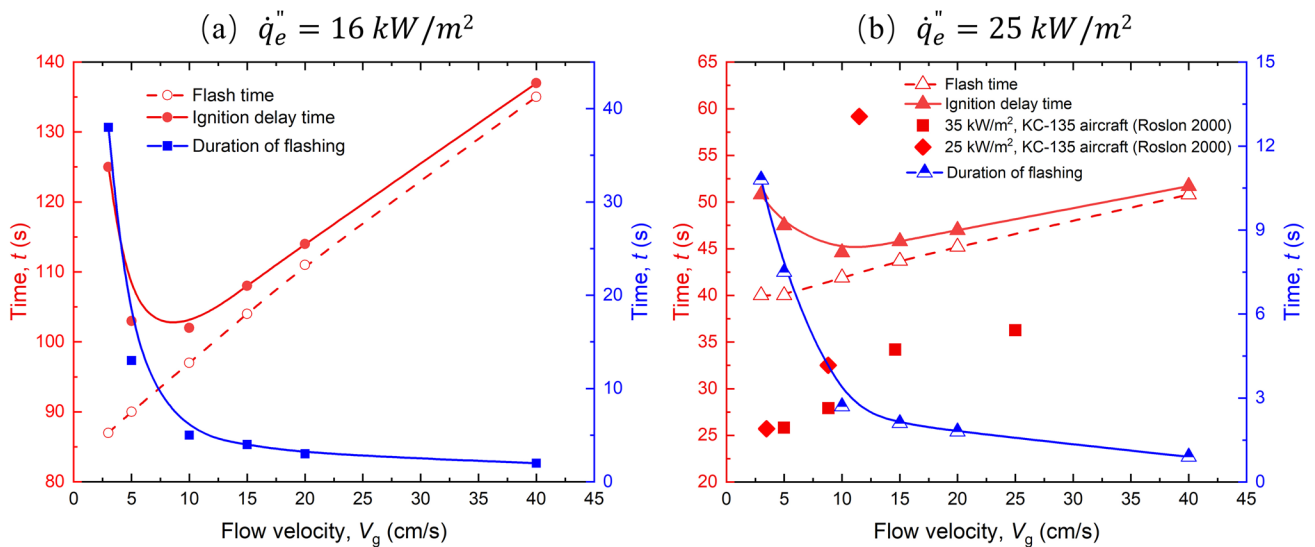 (a) q̇ₑ" = 16 kW/m²
140
130
120
110
100
90
80
Time, t (s)
Flash time
Ignition delay time
Duration of flashing
40
30
20
10
0
Time, t (s)
0 5 10 15 20 25 30 35 40 45
Flow velocity, Vg (cm/s)
(b) q̇ₑ" = 25 kW/m²
65
60
55
50
45
40
35
30
25
20
Time, t (s)
Flash time
Ignition delay time
35 kW/m², KC-135 aircraft (Roslon 2000)
25 kW/m², KC-135 aircraft (Roslon 2000)
Duration of flashing
15
12
9
6
3
0
Time, t (s)
0 5 10 15 20 25 30 35 40 45
Flow velocity, Vg (cm/s)